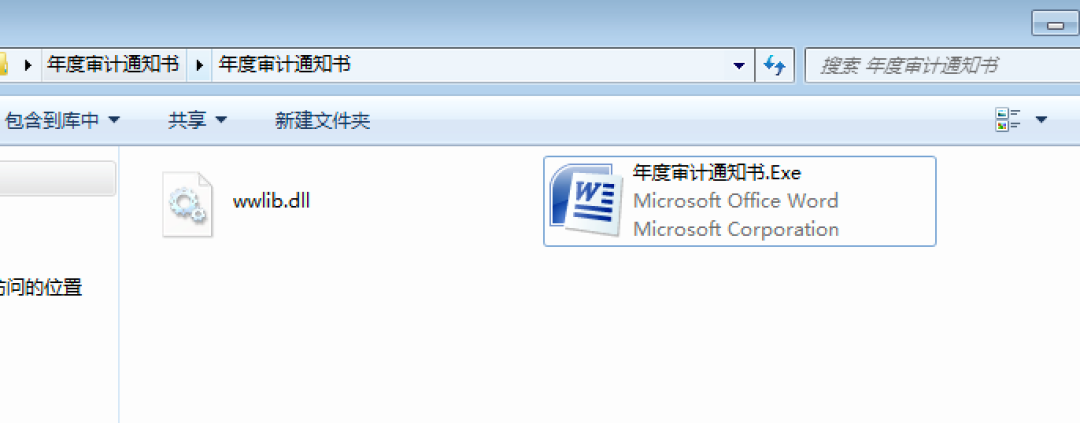 年度审计通知书 年度审计通知书 搜索 年度审计通知书
包含到库中 共享 新建文件夹
wwlib.dll
年度审计通知书.Exe
Microsoft Office Word
Microsoft Corporation
问的位置